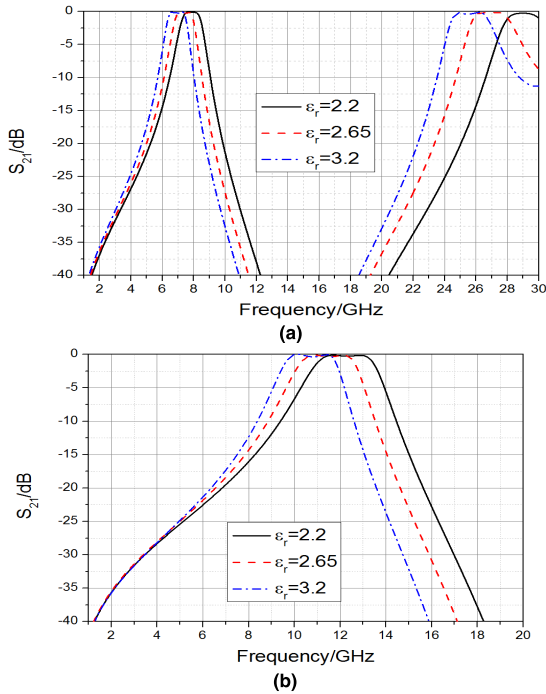 0
-5
-10
-15
-20
-25
-30
-35
-40
S21/dB
εr=2.2
εr=2.65
εr=3.2
2 4 6 8 10 12 14 16 18 20 22 24 26 28 30
Frequency/GHz
(a)
0
-5
-10
-15
-20
-25
-30
-35
-40
S21/dB
εr=2.2
εr=2.65
εr=3.2
2 4 6 8 10 12 14 16 18 20
Frequency/GHz
(b)